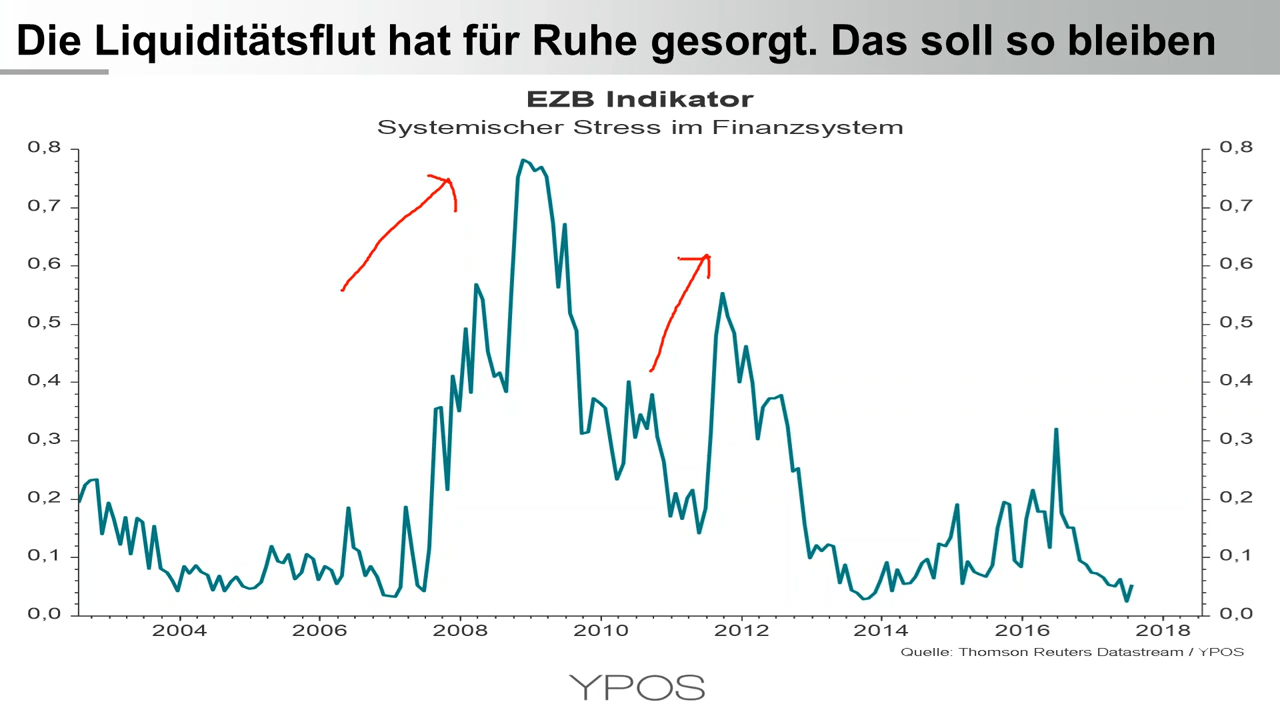 Die Liquiditätsflut hat für Ruhe gesorgt. Das soll so bleiben
EZB Indikator
Systemischer Stress im Finanzsystem
0,8 0,8
0,7 0,7
0,6 0,6
0,5 0,5
0,4 0,4
0,3 0,3
0,2 0,2
0,1 0,1
0,0 0,0
2004 2006 2008 2010 2012 2014 2016 2018
Quelle: Thomson Reuters Datastream / YPOS
YPOS